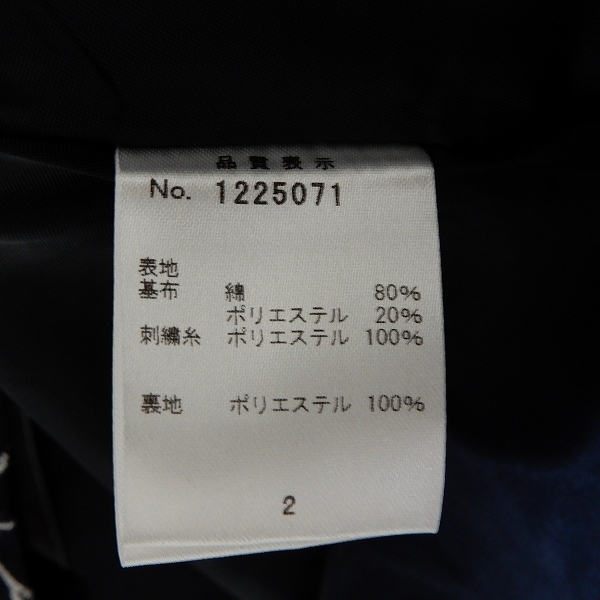 品質表示
No. 1225071
表地
基布 綿 80%
ポリエステル 20%
刺繍糸 ポリエステル 100%
裏地 ポリエステル 100%
2